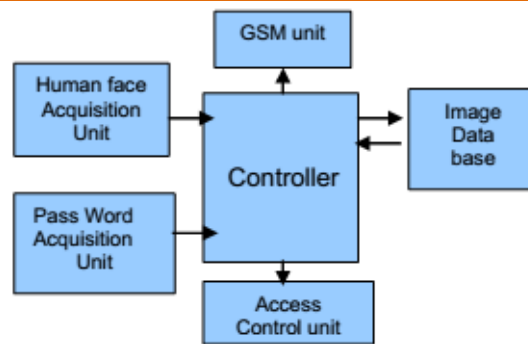 GSM unit
Human face
Acquisition
Unit
Image
Data
base
Controller
Pass Word
Acquisition
Unit
Access
Control unit